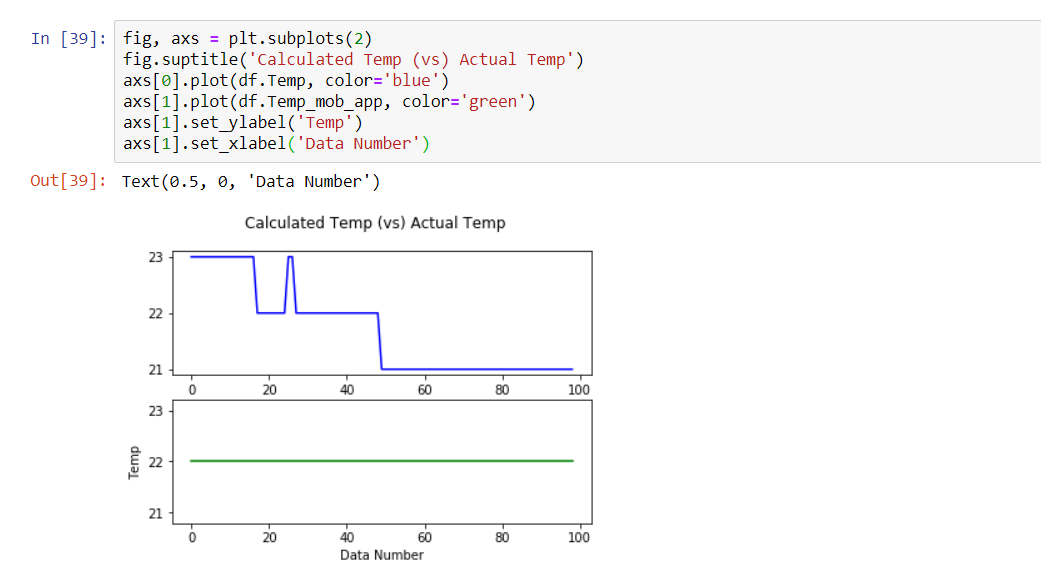 In [39]: fig, axs = plt.subplots(2)
fig.suptitle('Calculated Temp (vs) Actual Temp')
axs[0].plot(df.Temp, color='blue')
axs[1].plot(df.Temp_mob_app, color='green')
axs[1].set_ylabel('Temp')
axs[1].set_xlabel('Data Number')
Out[39]: Text(0.5, 0, 'Data Number')
Calculated Temp (vs) Actual Temp
23
22
21
0 20 40 60 80 100
23
22
21
Temp
0 20 40 60 80 100
Data Number